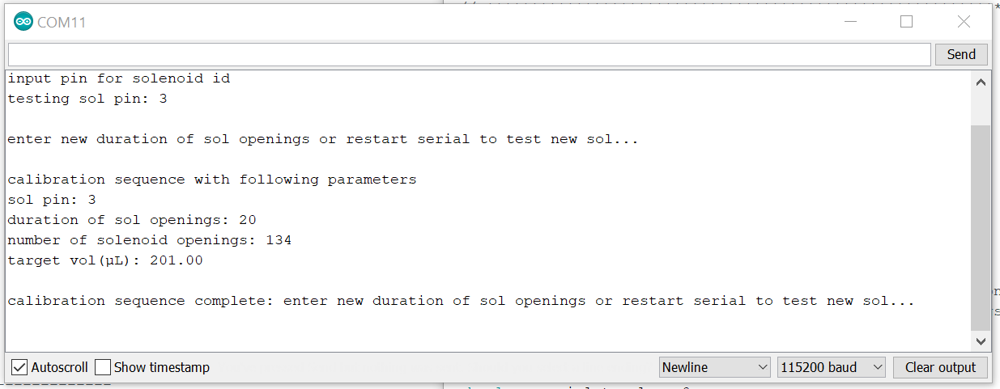 COM11
Send
input pin for solenoid id
testing sol pin: 3
enter new duration of sol openings or restart serial to test new sol...
calibration sequence with following parameters
sol pin: 3
duration of sol openings: 20
number of solenoid openings: 134
target vol(µL): 201.00
calibration sequence complete: enter new duration of sol openings or restart serial to test new sol...
Autoscroll Show timestamp Newline 115200 baud Clear output